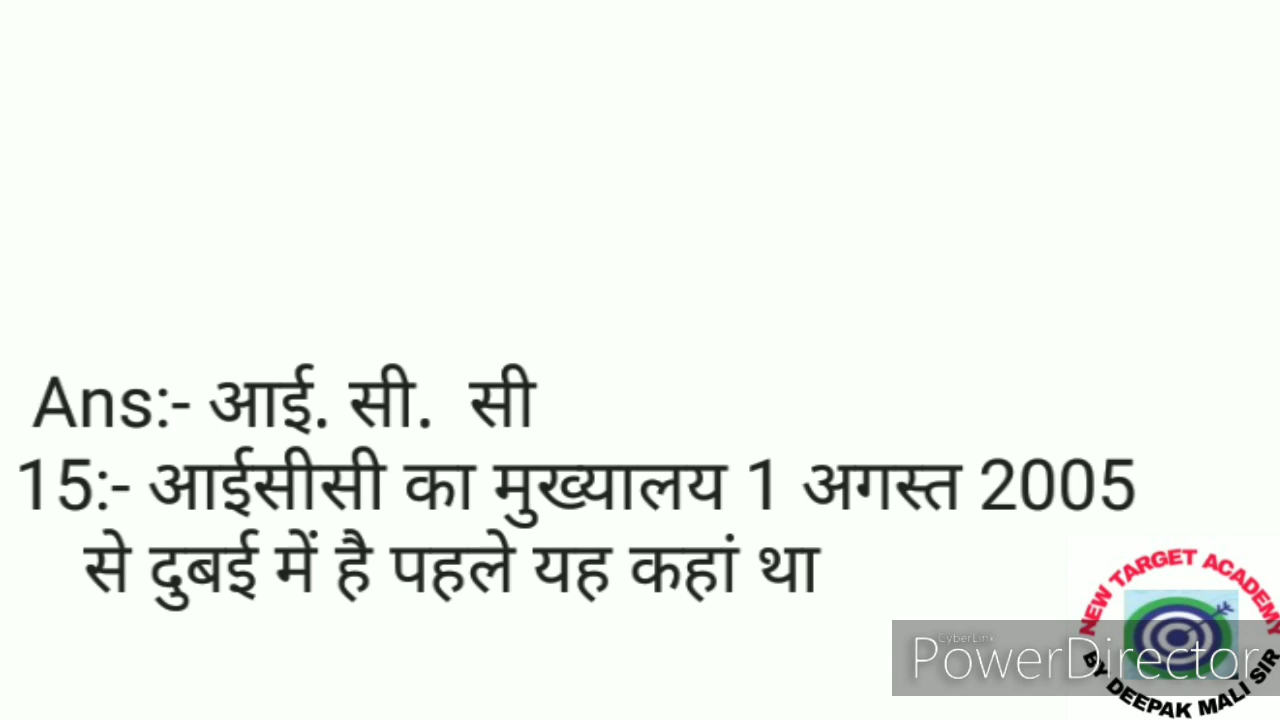 Ans:- आई. सी.  सी
15:- आईसीसी का मुख्यालय 1 अगस्त 2005
से दुबई में है पहले यह कहां था
NEW TARGET ACADEMY
CyberLink
PowerDirector
BY DEEPAK MALI SIR